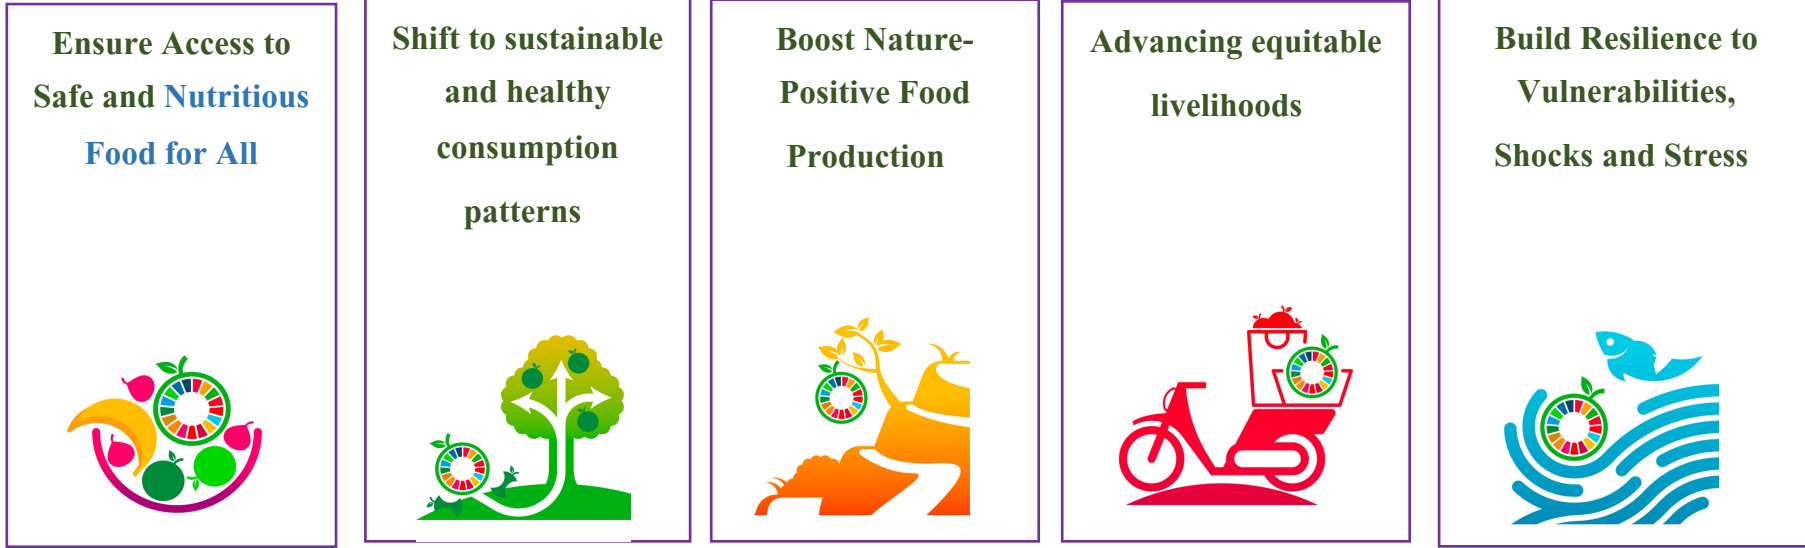 Ensure Access to
Safe and Nutritious
Food for All
Shift to sustainable
and healthy
consumption
patterns
Boost Nature-
Positive Food
Production
Advancing equitable
livelihoods
Build Resilience to
Vulnerabilities,
Shocks and Stress